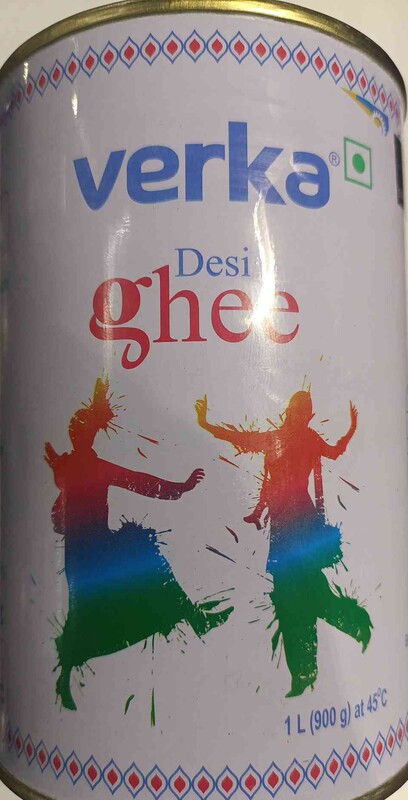 verka®
Desi
ghee
1 L (900 g) at 45°C